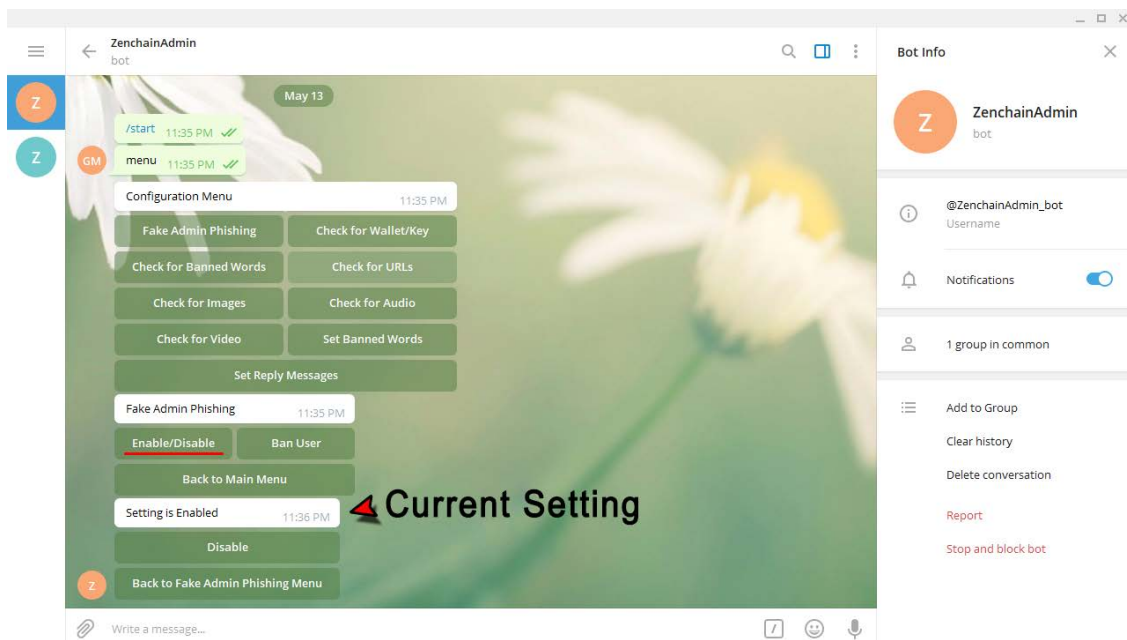 ZenchainAdmin
bot
Bot Info
May 13
/start 11:35 PM
menu 11:35 PM
Configuration Menu 11:35 PM
Fake Admin Phishing Check for Wallet/Key
Check for Banned Words Check for URLs
Check for Images Check for Audio
Check for Video Set Banned Words
Set Reply Messages
Fake Admin Phishing 11:35 PM
Enable/Disable Ban User
Back to Main Menu
Setting is Enabled 11:36 PM
Current Setting
Disable
Back to Fake Admin Phishing Menu
Write a message...
Z
Z
GM
Z
Z
ZenchainAdmin
bot
@ZenchainAdmin_bot
Username
Notifications
1 group in common
Add to Group
Clear history
Delete conversation
Report
Stop and block bot